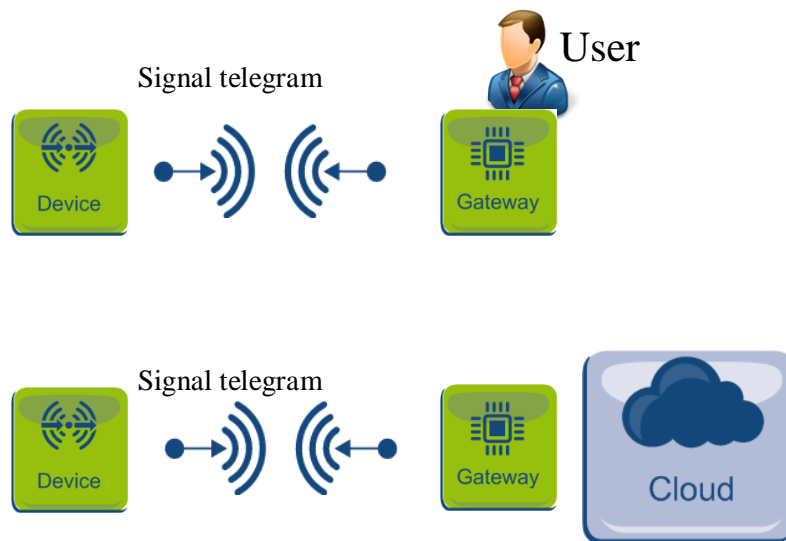 User
Signal telegram
Device
Gateway
Signal telegram
Device
Gateway
Cloud